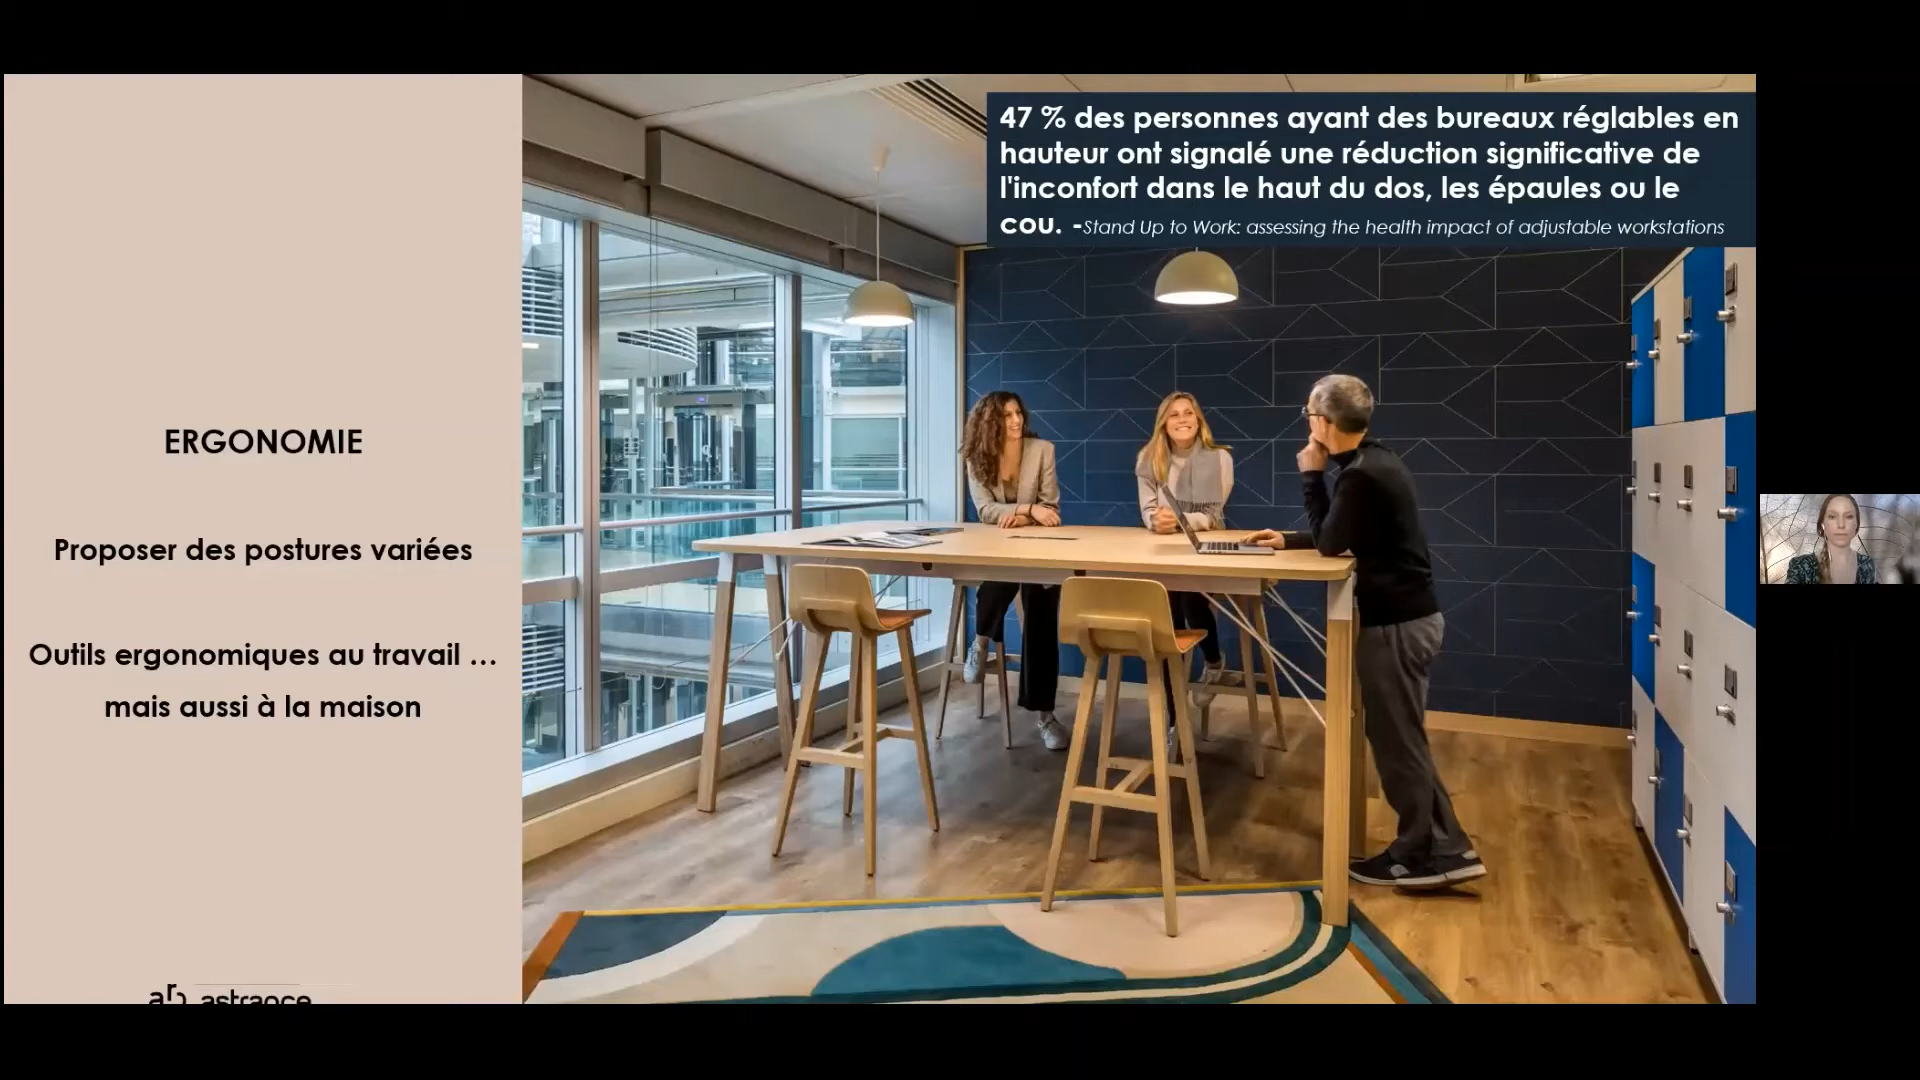 47 % des personnes ayant des bureaux réglables en
hauteur ont signalé une réduction significative de
l'inconfort dans le haut du dos, les épaules ou le
cou. -Stand Up to Work: assessing the health impact of adjustable workstations
ERGONOMIE
Proposer des postures variées
Outils ergonomiques au travail ...
mais aussi à la maison
astrance